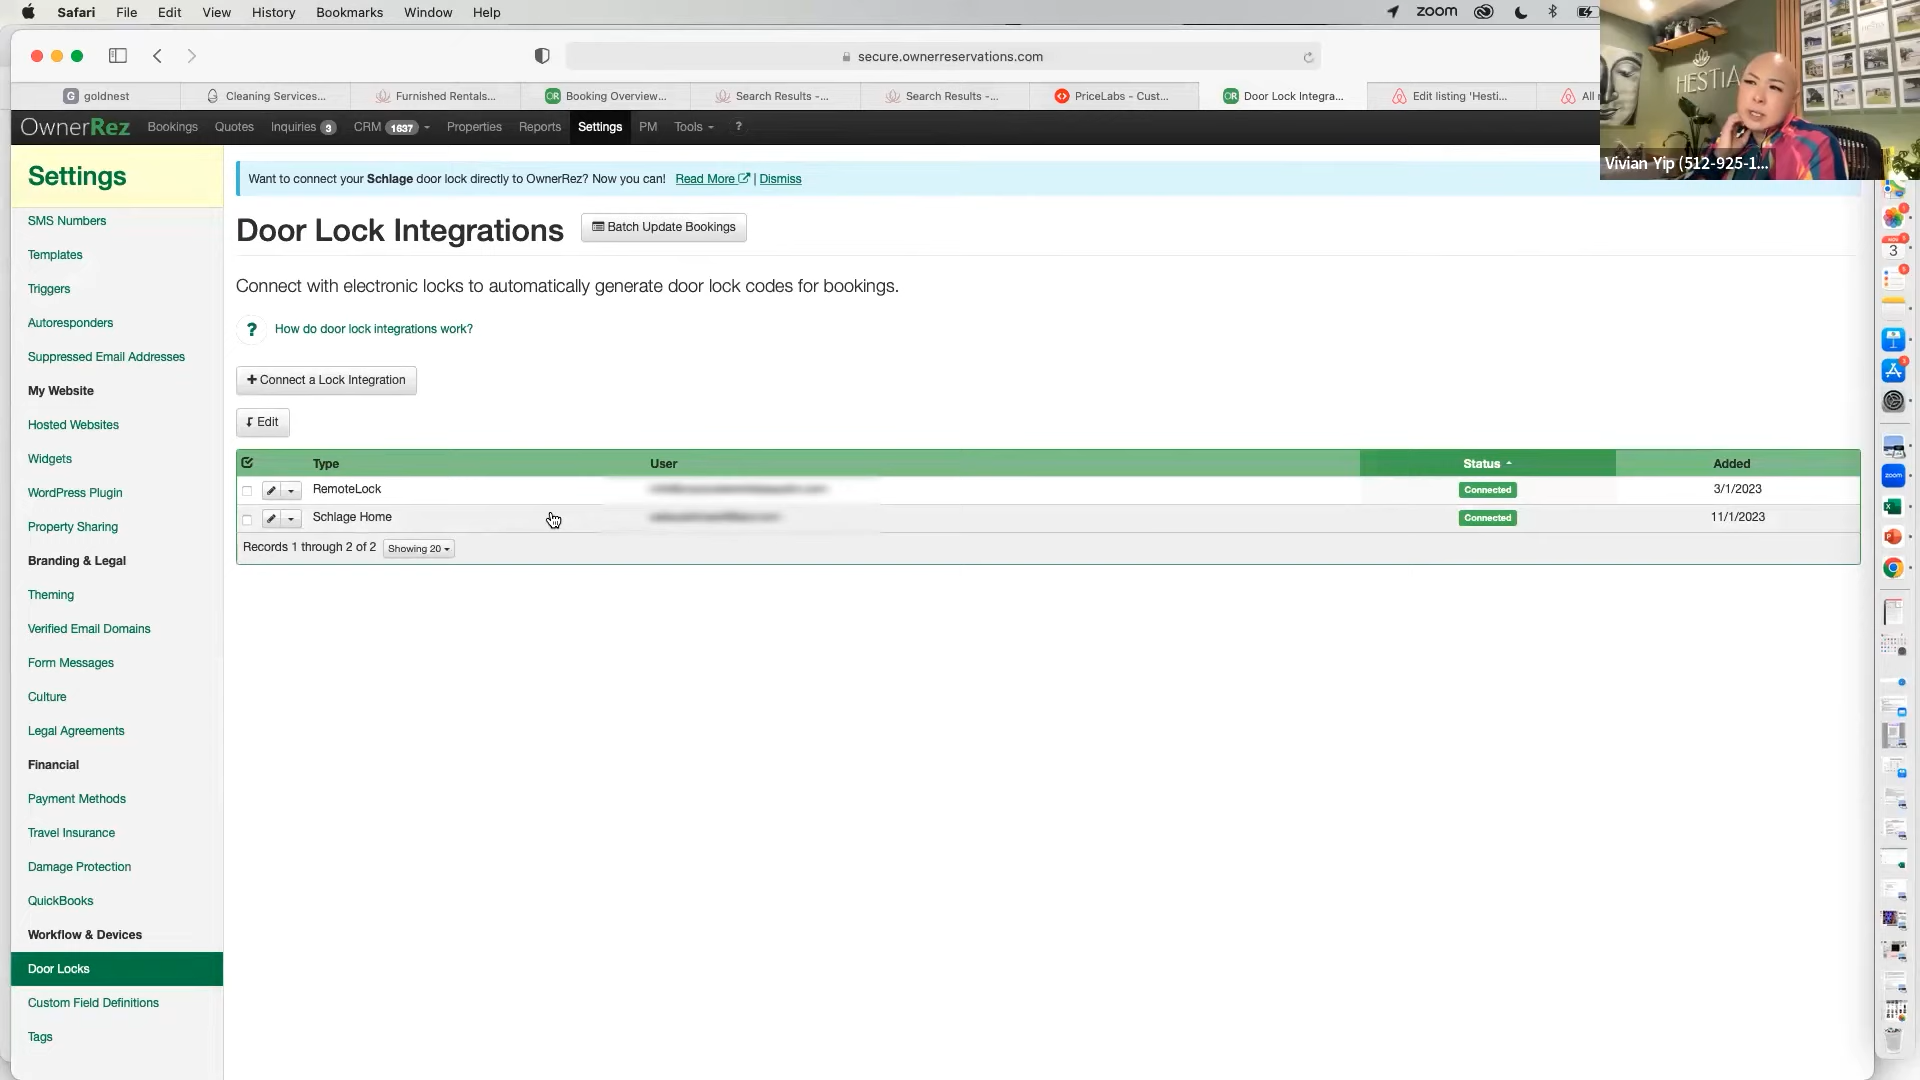 Safari File Edit View History Bookmarks Window Help
zoom
secure.ownerreservations.com
goldnest
Cleaning Services...
Furnished Rentals...
Booking Overview...
Search Results -...
Search Results -...
PriceLabs - Cust...
Door Lock Integra...
Edit listing 'Hesti...
All
OwnerRez Bookings Quotes Inquiries 3 CRM 1637 Properties Reports Settings PM Tools ?
HESTIA
Vivian Yip (512-925-1...
Settings
SMS Numbers
Templates
Triggers
Autoresponders
Suppressed Email Addresses
My Website
Hosted Websites
Widgets
WordPress Plugin
Property Sharing
Branding & Legal
Theming
Verified Email Domains
Form Messages
Culture
Legal Agreements
Financial
Payment Methods
Travel Insurance
Damage Protection
QuickBooks
Workflow & Devices
Door Locks
Custom Field Definitions
Tags
Want to connect your Schlage door lock directly to OwnerRez? Now you can! Read More | Dismiss
Door Lock Integrations Batch Update Bookings
Connect with electronic locks to automatically generate door lock codes for bookings.
? How do door lock integrations work?
+ Connect a Lock Integration
Edit
Type User Status Added
RemoteLock Connected 3/1/2023
Schlage Home Connected 11/1/2023
Records 1 through 2 of 2 Showing 20